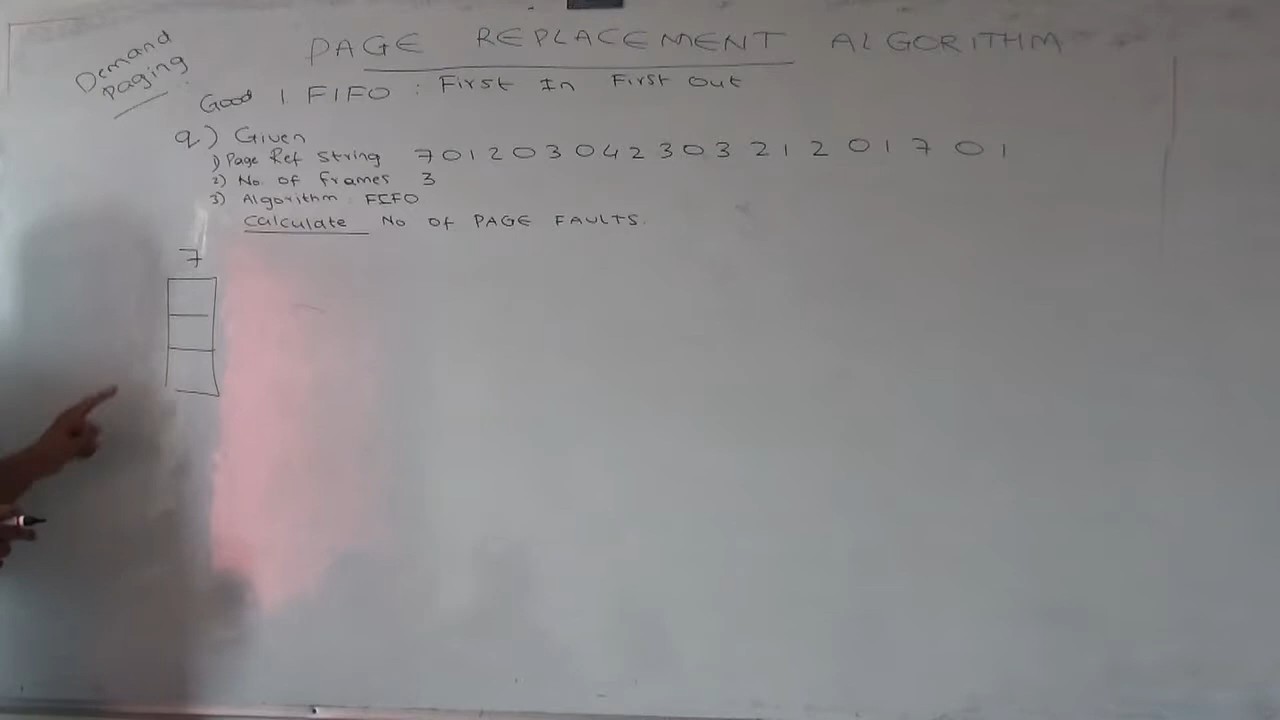 Demand
paging
PAGE REPLACEMENT ALGORITHM
Good 1. FIFO : First In First Out
Q) Given
1) Page Ref String 7 0 1 2 0 3 0 4 2 3 0 3 2 1 2 0 1 7 0 1
2) No of frames 3
3) Algorithm FIFO
Calculate No of PAGE FAULTS.
7